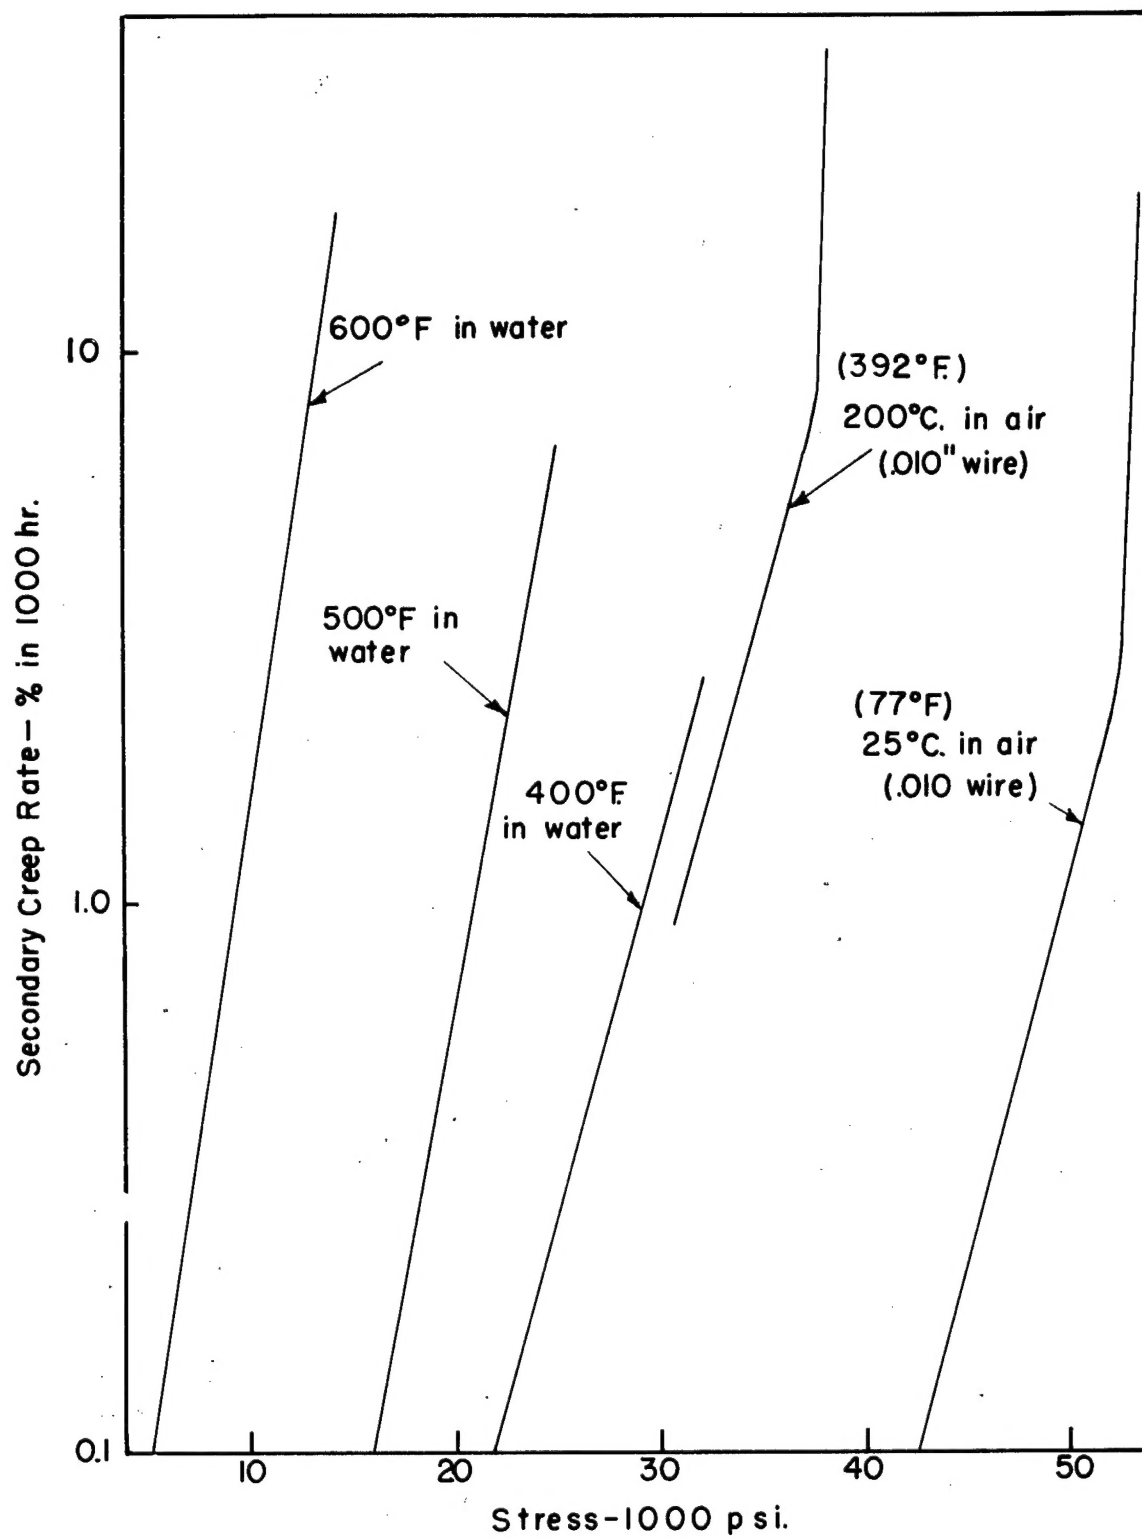 Secondary Creep Rate— % in 1000 hr.
10
1.0
0.1
600°F in water
500°F in
water
400°F.
in water
(392°F.)
200°C. in air
(.010" wire)
(77°F)
25°C. in air
(.010 wire)
10
20
30
40
50
Stress-1000 psi.